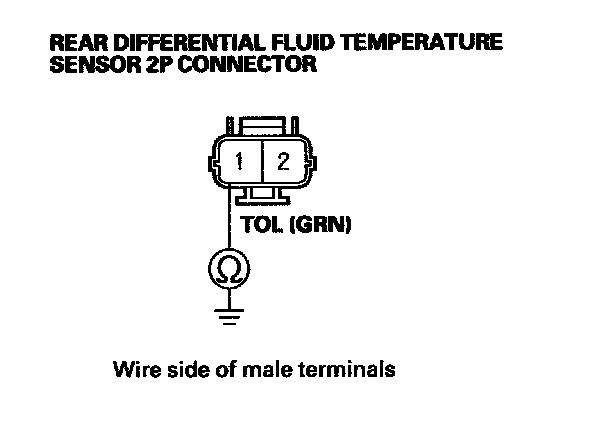 REAR DIFFERENTIAL FLUID TEMPERATURE
SENSOR 2P CONNECTOR
1 2
TOL (GRN)
Ω
Wire side of male terminals